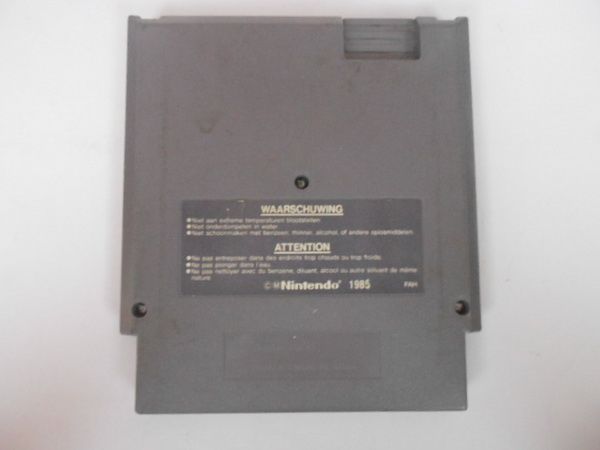 WAARSCHUWING
●Niet aan extreme temperaturen blootstellen.
●Niet onderdompelen in water.
●Niet schoonmaken met benzeen, thinner, alcohol, of andere oplosmiddelen.
ATTENTION
●Ne pas entreposer dans des endroits trop chauds ou trop froids.
●Ne pas plonger dans l'eau.
●Ne pas nettoyer avec du benzene, diluant, alcool ou autre solvant de même
nature.
©M Nintendo® 1985 FAH